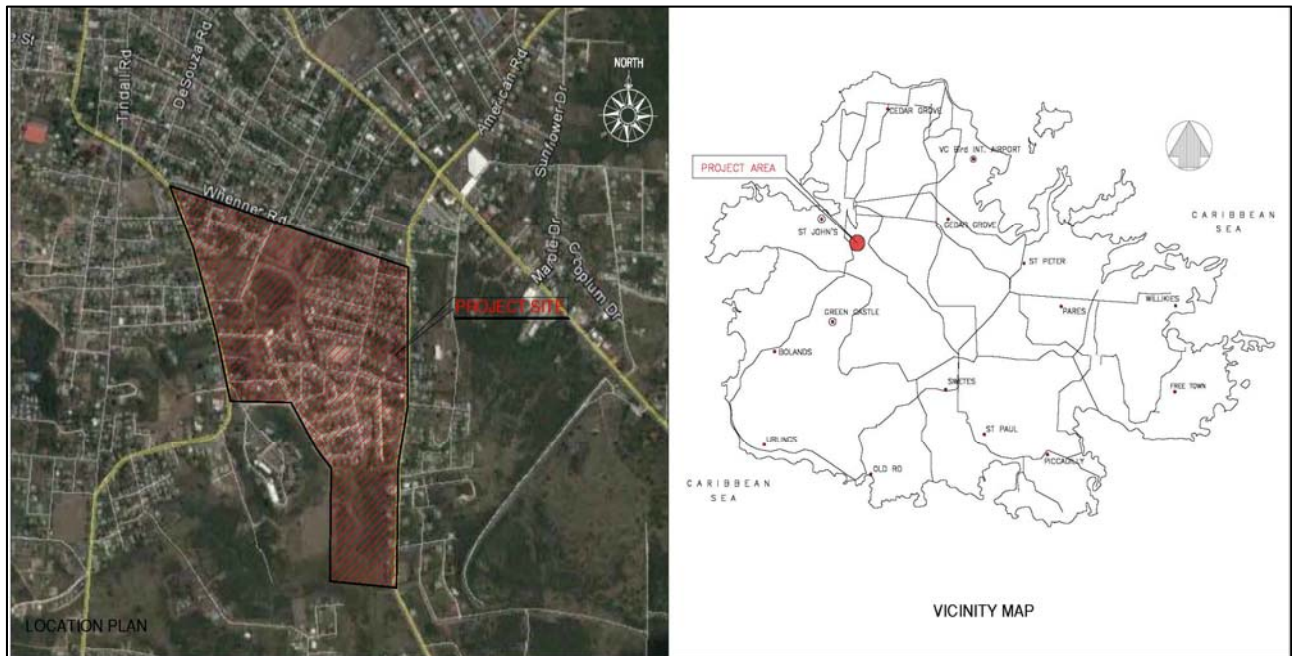 St
Tindall Rd
DeSouza Rd
American Rd
Sunflower Dr
NORTH
Whenner Rd
Maple Dr
PROJECT SITE
LOCATION PLAN
CEDAR GROVE
VC Bird INT. AIRPORT
PROJECT AREA
ST JOHN'S
CEDAR GROVE
CARIBBEAN
SEA
ST PETER
WILLIKIES
PARES
GREEN CASTLE
BOLANDS
SWETES
FREE TOWN
ST PAUL
URLINGS
PICCADILLY
OLD RD
CARIBBEAN
SEA
VICINITY MAP